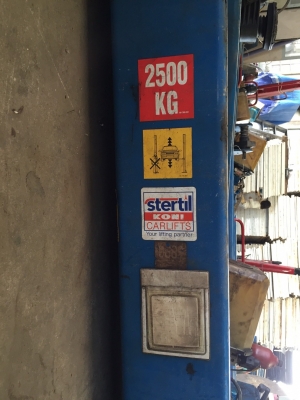 2500
KG
stertil
KONI
CARLIFTS
Your lifting partner